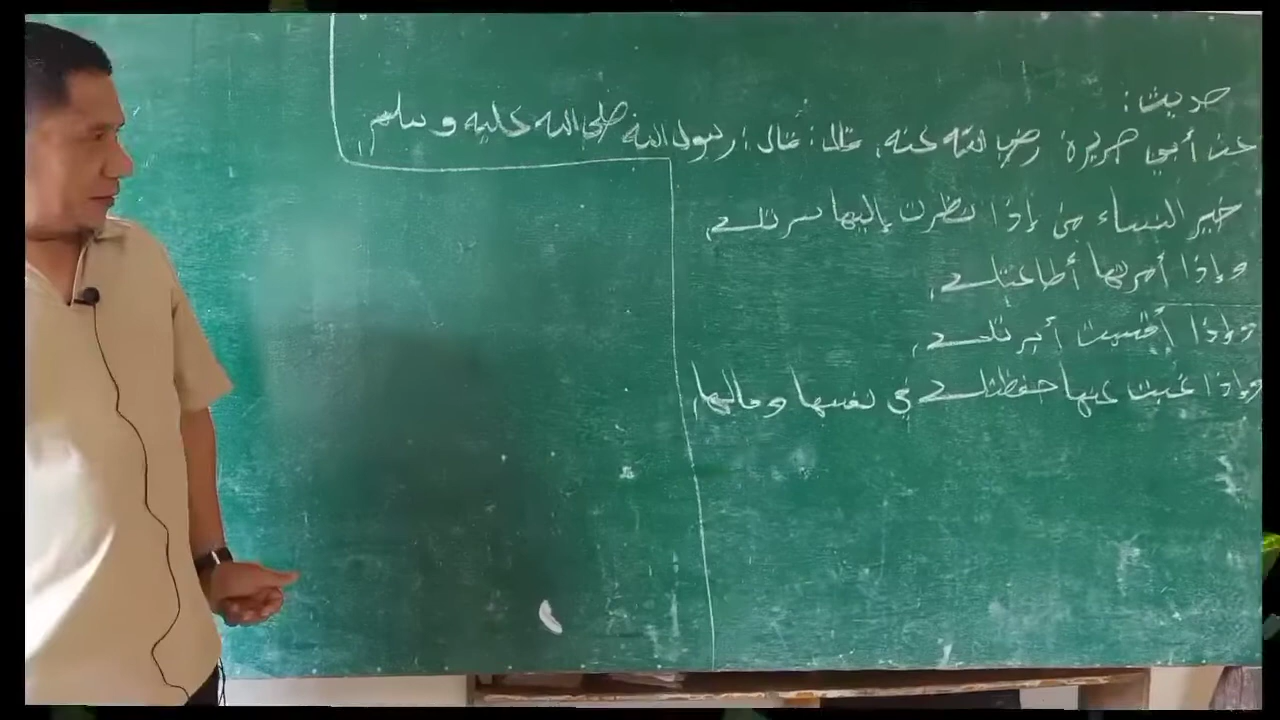 حديث:
عن أبي هريرة رضي الله عنه، قال: قال: رسول الله صلى الله عليه وسلم،
خير النساء من إذا نظرت إليها سرتك،
وإذا أمرتها أطاعتك،
وإذا أقسمت أبرتك،
وإذا غبت عنها حفظتك في نفسها ومالها،